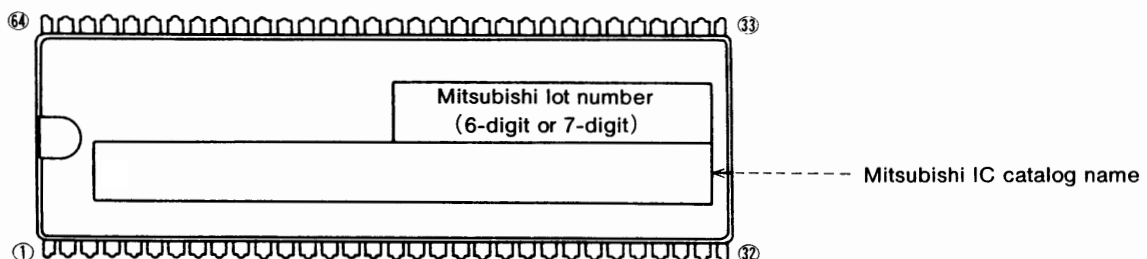 64
33
Mitsubishi lot number
(6-digit or 7-digit)
Mitsubishi IC catalog name
1
32